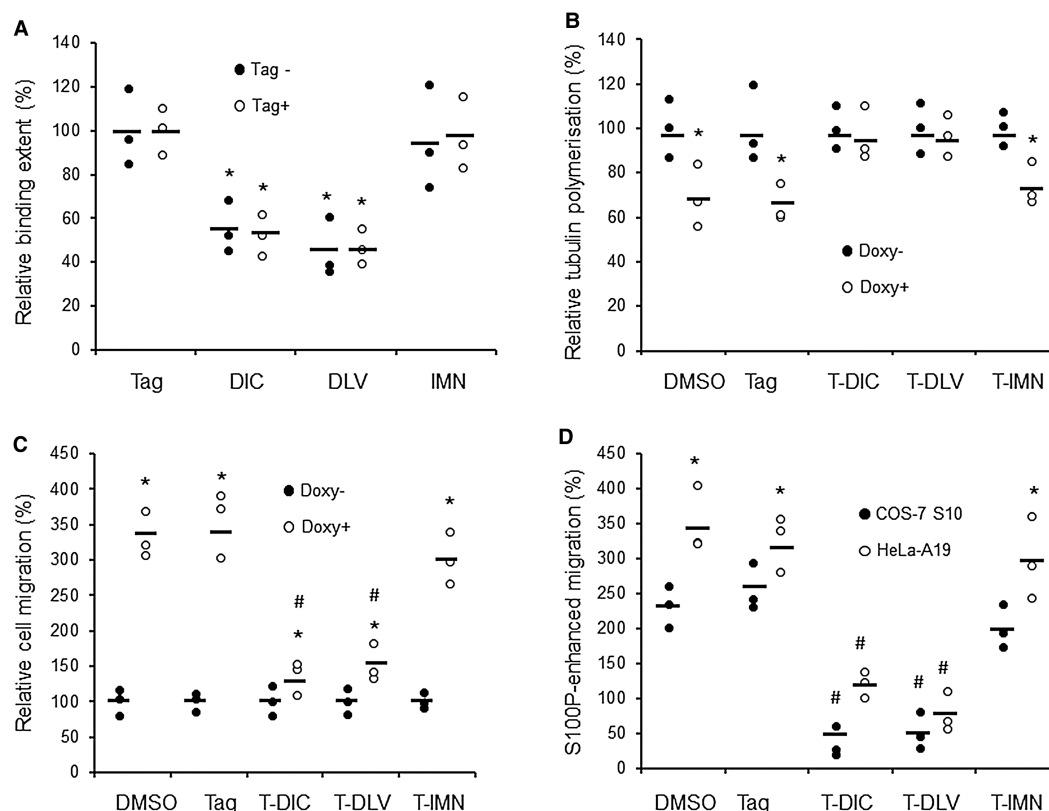 A
Relative binding extent (%)
140
120
100
80
60
40
20
0
Tag -
Tag+
* * * *
Tag DIC DLV IMN
B
Relative tubulin polymerisation (%)
140
120
100
80
60
40
20
0
* * *
Doxy-
Doxy+
DMSO Tag T-DIC T-DLV T-IMN
C
Relative cell migration (%)
450
400
350
300
250
200
150
100
50
0
* * *
Doxy-
Doxy+
# #
* *
DMSO Tag T-DIC T-DLV T-IMN
D
S100P-enhanced migration (%)
450
400
350
300
250
200
150
100
50
0
* * *
COS-7 S10
HeLa-A19
# # # #
DMSO Tag T-DIC T-DLV T-IMN